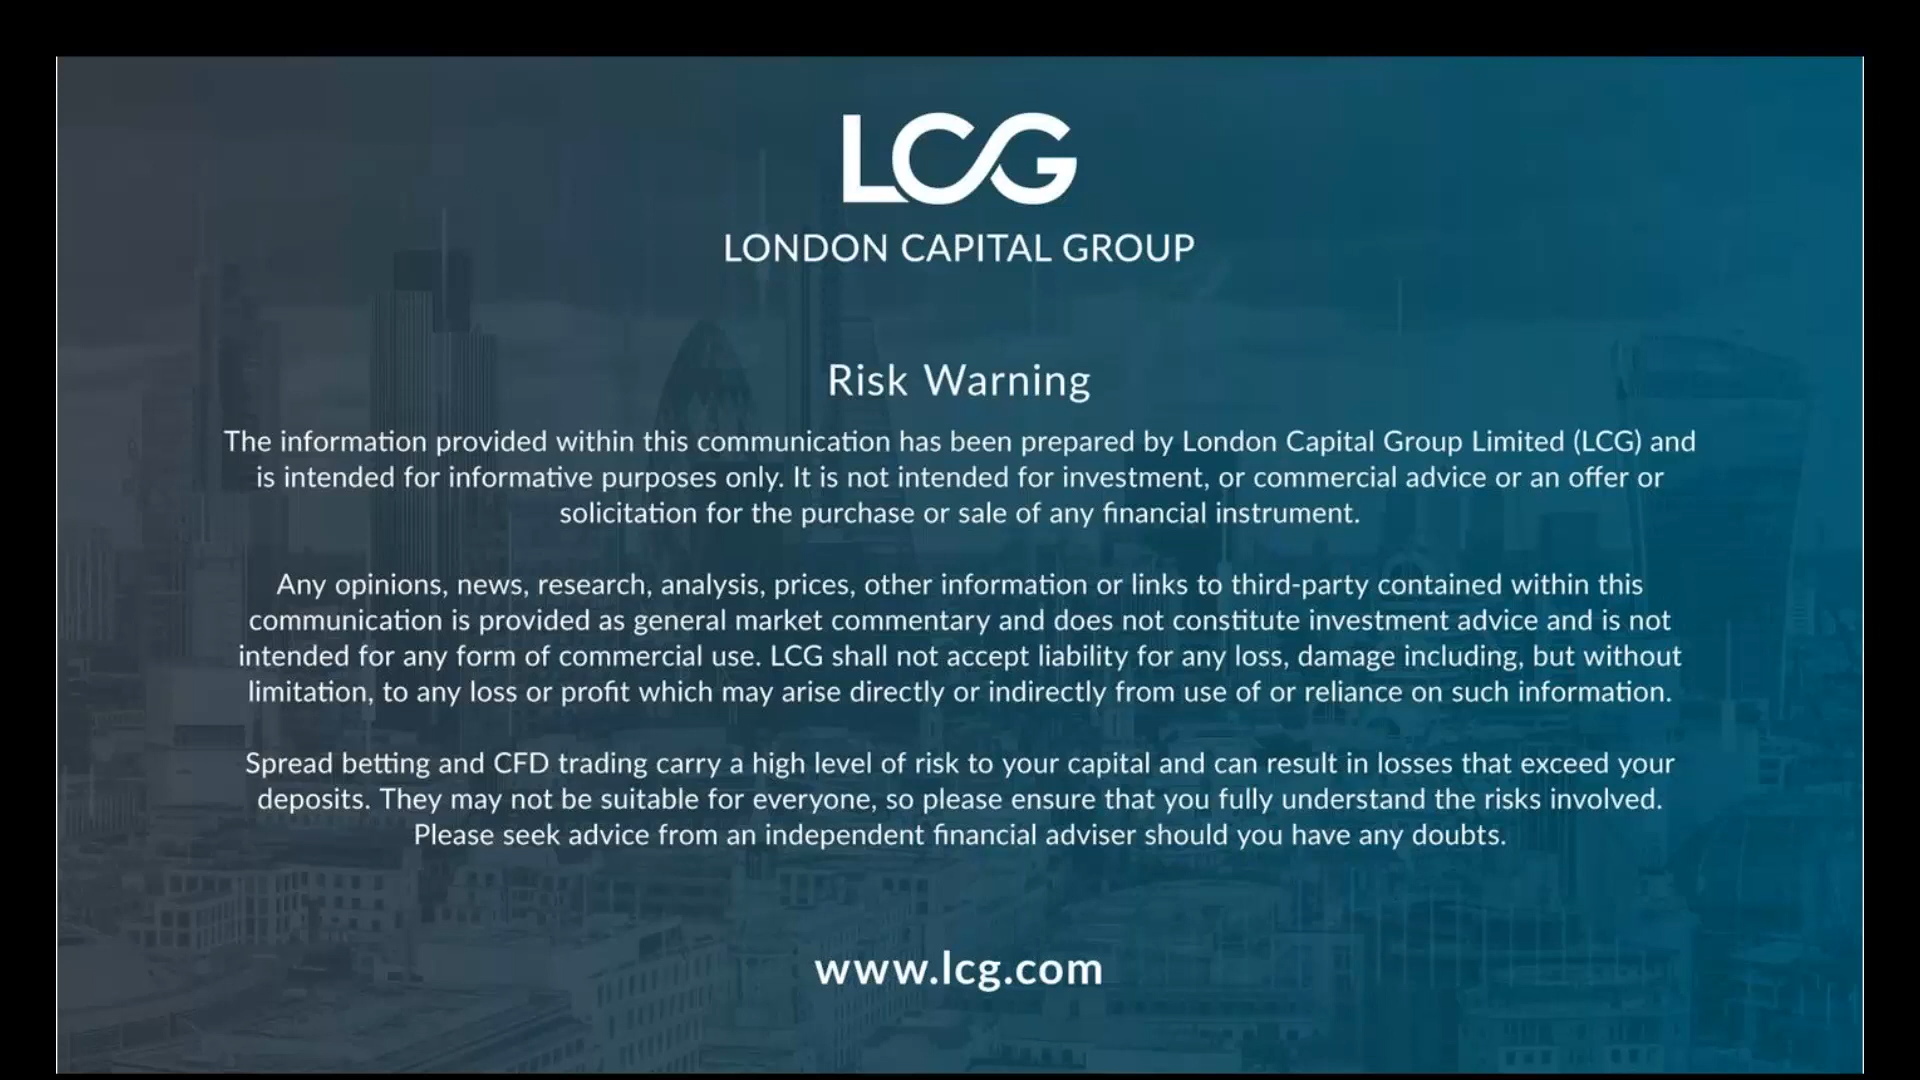 LCG
LONDON CAPITAL GROUP
Risk Warning
The information provided within this communication has been prepared by London Capital Group Limited (LCG) and
is intended for informative purposes only. It is not intended for investment, or commercial advice or an offer or
solicitation for the purchase or sale of any financial instrument.
Any opinions, news, research, analysis, prices, other information or links to third-party contained within this
communication is provided as general market commentary and does not constitute investment advice and is not
intended for any form of commercial use. LCG shall not accept liability for any loss, damage including, but without
limitation, to any loss or profit which may arise directly or indirectly from use of or reliance on such information.
Spread betting and CFD trading carry a high level of risk to your capital and can result in losses that exceed your
deposits. They may not be suitable for everyone, so please ensure that you fully understand the risks involved.
Please seek advice from an independent financial adviser should you have any doubts.
www.lcg.com